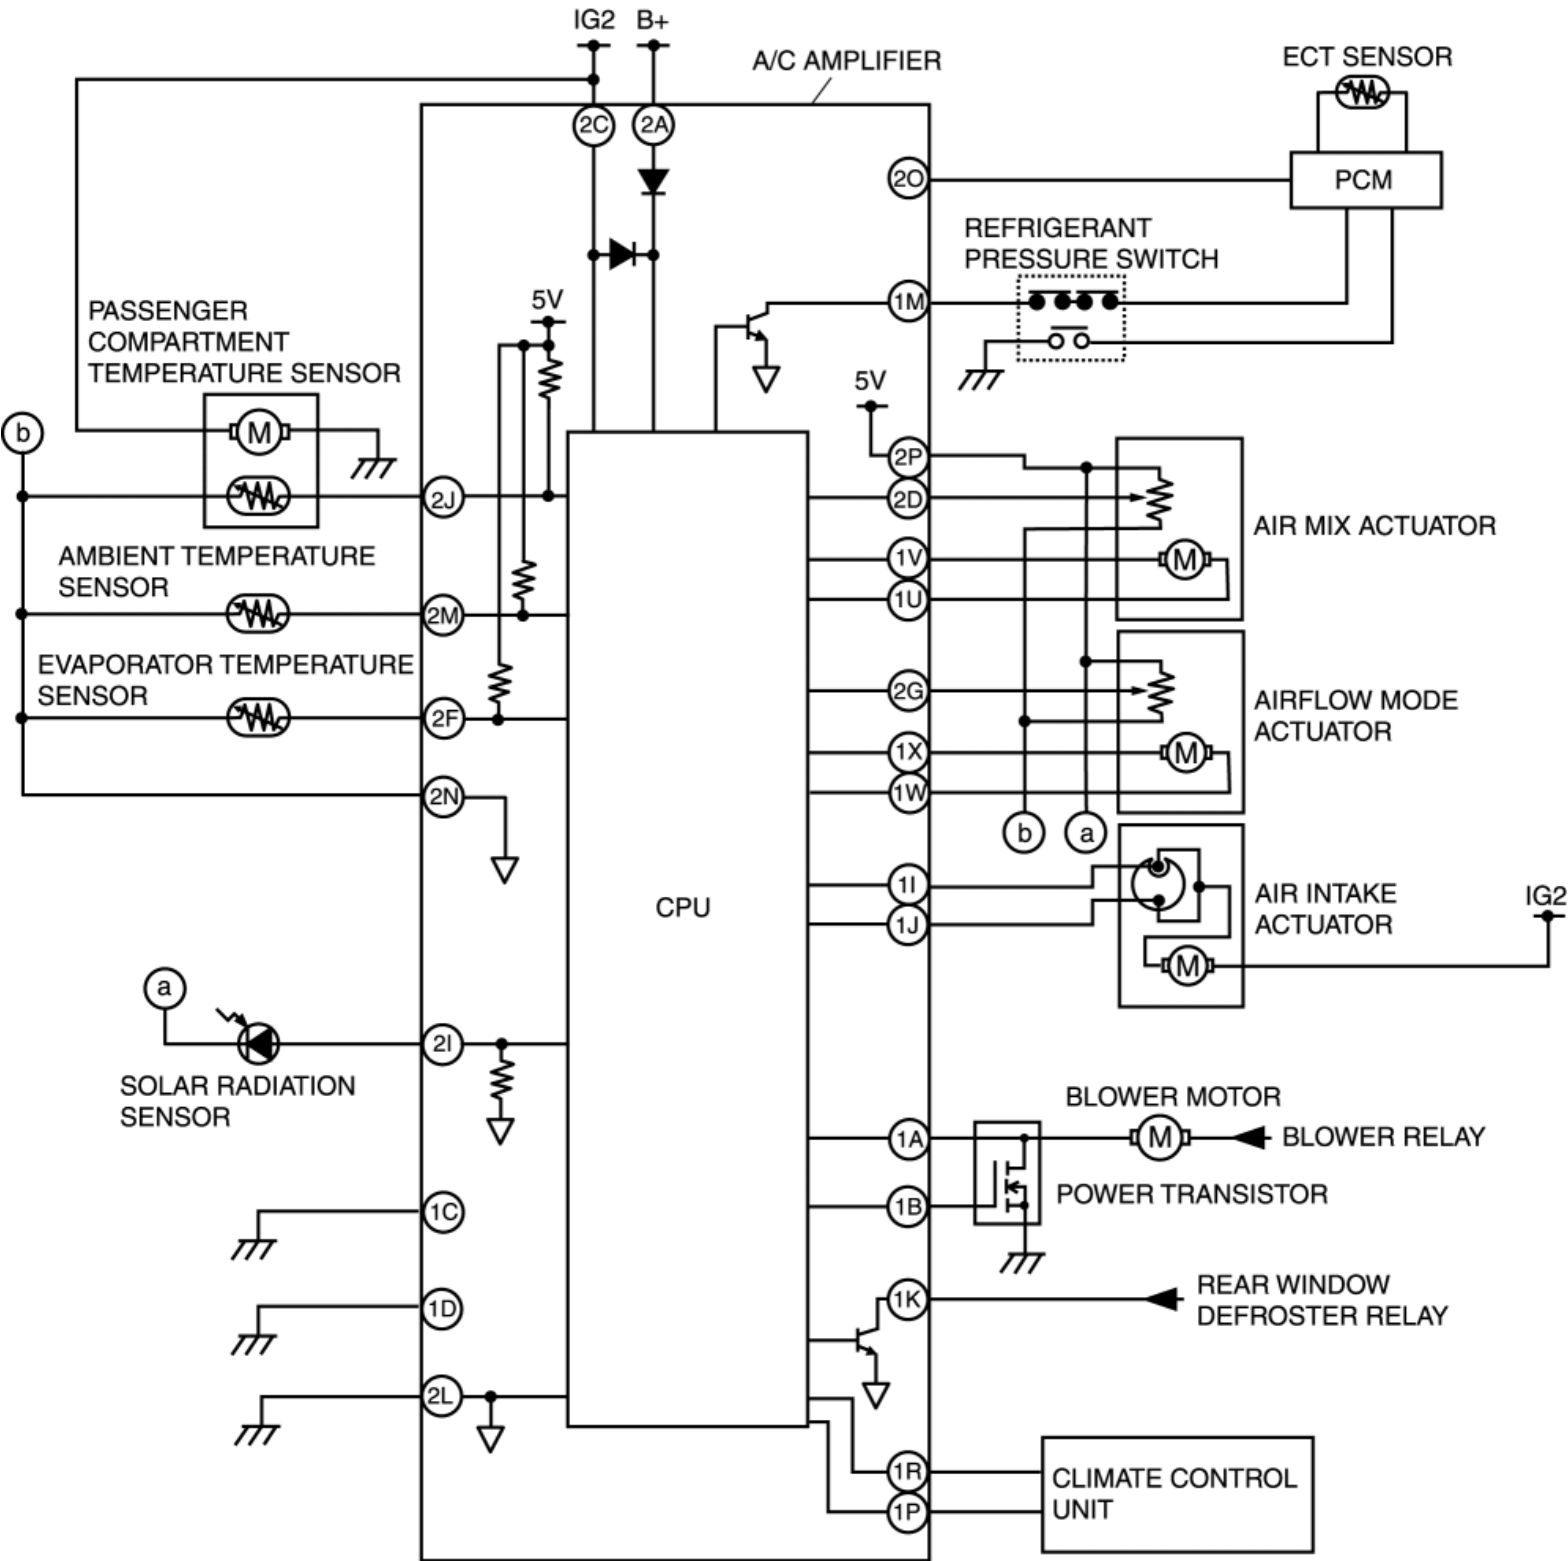 IG2 B+
A/C AMPLIFIER
ECT SENSOR
2C 2A
2O
PCM
REFRIGERANT
PRESSURE SWITCH
1M
5V
PASSENGER
COMPARTMENT
TEMPERATURE SENSOR
5V
b
M
2P
2J
2D
AIR MIX ACTUATOR
AMBIENT TEMPERATURE
SENSOR
1V
M
1U
2M
EVAPORATOR TEMPERATURE
SENSOR
2G
AIRFLOW MODE
ACTUATOR
2F
1X
M
1W
2N
b
a
CPU
1I
1J
AIR INTAKE
ACTUATOR
IG2
M
a
2I
SOLAR RADIATION
SENSOR
BLOWER MOTOR
1A
M
BLOWER RELAY
1B
POWER TRANSISTOR
1C
1K
REAR WINDOW
DEFROSTER RELAY
1D
2L
1R
1P
CLIMATE CONTROL
UNIT